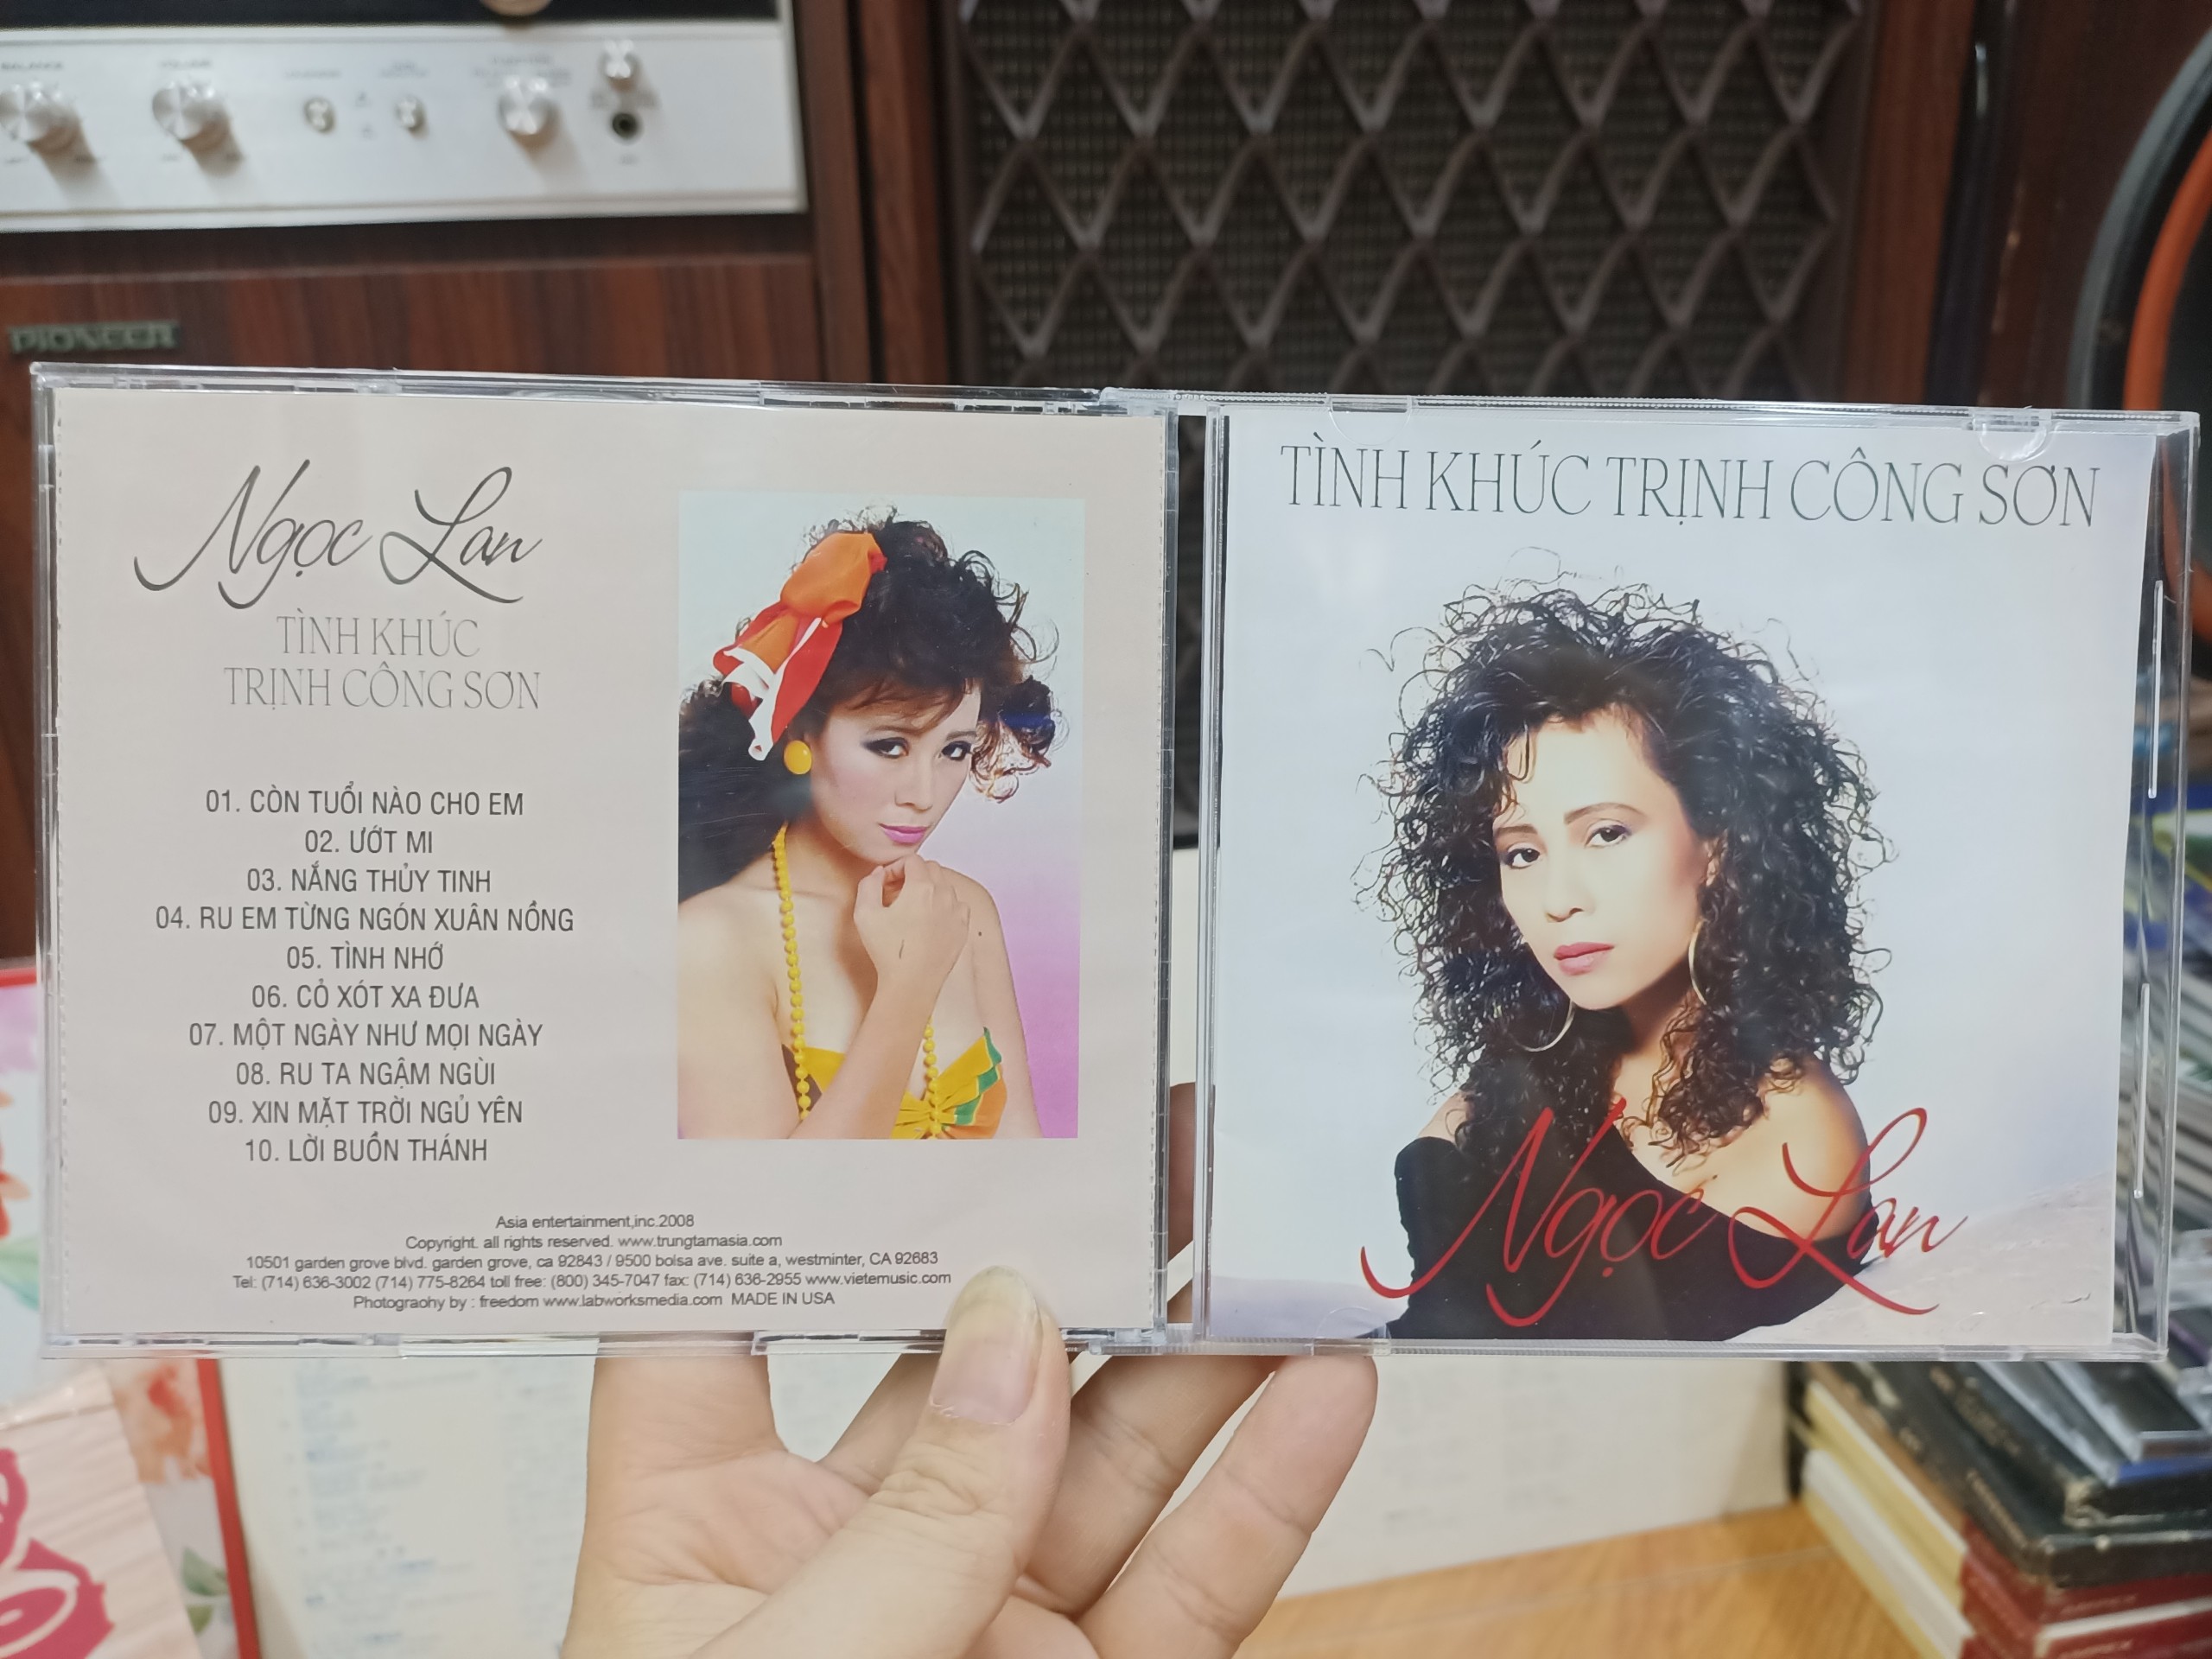 PIONEER
Ngọc Lan
TÌNH KHÚC
TRỊNH CÔNG SƠN
01. CÒN TUỔI NÀO CHO EM
02. ƯỚT MI
03. NẮNG THỦY TINH
04. RU EM TỪNG NGÓN XUÂN NỒNG
05. TÌNH NHỚ
06. CỎ XÓT XA ĐƯA
07. MỘT NGÀY NHƯ MỌI NGÀY
08. RU TA NGẬM NGÙI
09. XIN MẶT TRỜI NGỦ YÊN
10. LỜI BUỒN THÁNH
Asia entertainment,inc.2008
Copyright. all rights reserved. www.trungtamasia.com
10501 garden grove blvd. garden grove, ca 92843 / 9500 bolsa ave. suite a, westminter, CA 92683
Tel: (714) 636-3002 (714) 775-8264 toll free: (800) 345-7047 fax: (714) 636-2955 www.vietemusic.com
Photograohy by : freedom www.labworksmedia.com MADE IN USA
TÌNH KHÚC TRỊNH CÔNG SƠN
Ngọc Lan